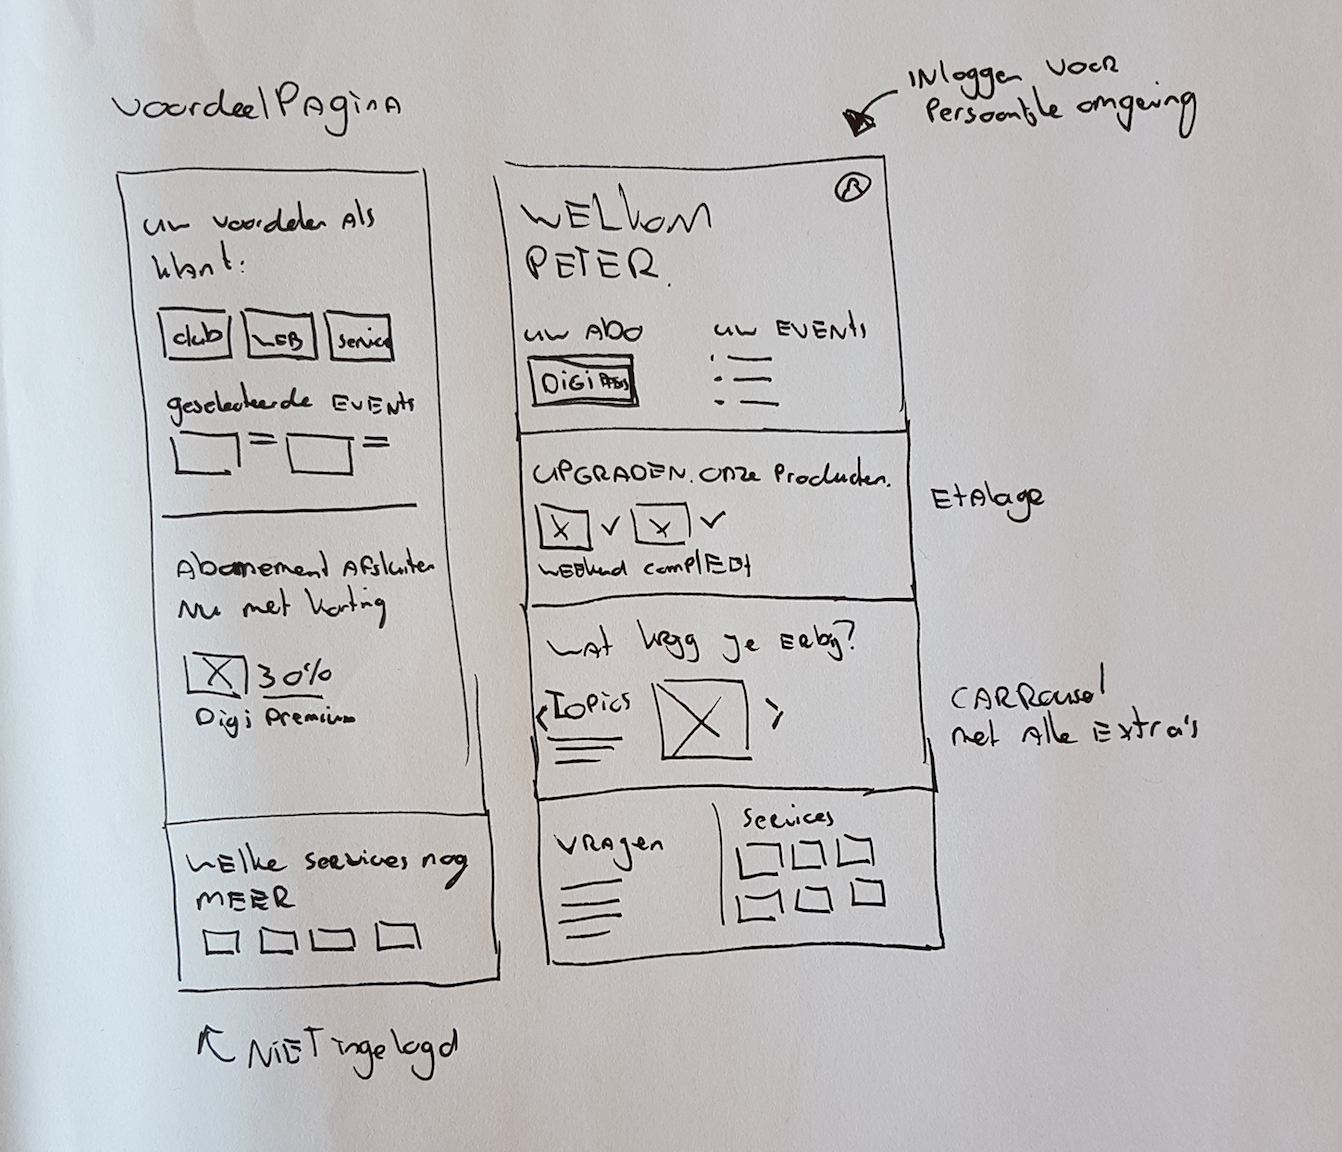 voordeelPAginA
Inloggen voor
Persoonlijke omgeving
uw voordelen Als
klant:
club WEB Service
geselecteerde EVENts
Abonnement Afsluiten
Nu met korting
30%
Digi Premium
WElke services nog
MEER
NiET ingelogd
WELkom
PETER.
uw Abo
uw EVENts
DiGi
UPGRADEN. Onze Producten.
WEEkend complEEt
EtAlage
WAt krijg je Erbij?
Topics
CARRousel
met Alle Extra's
VRAgen
Services